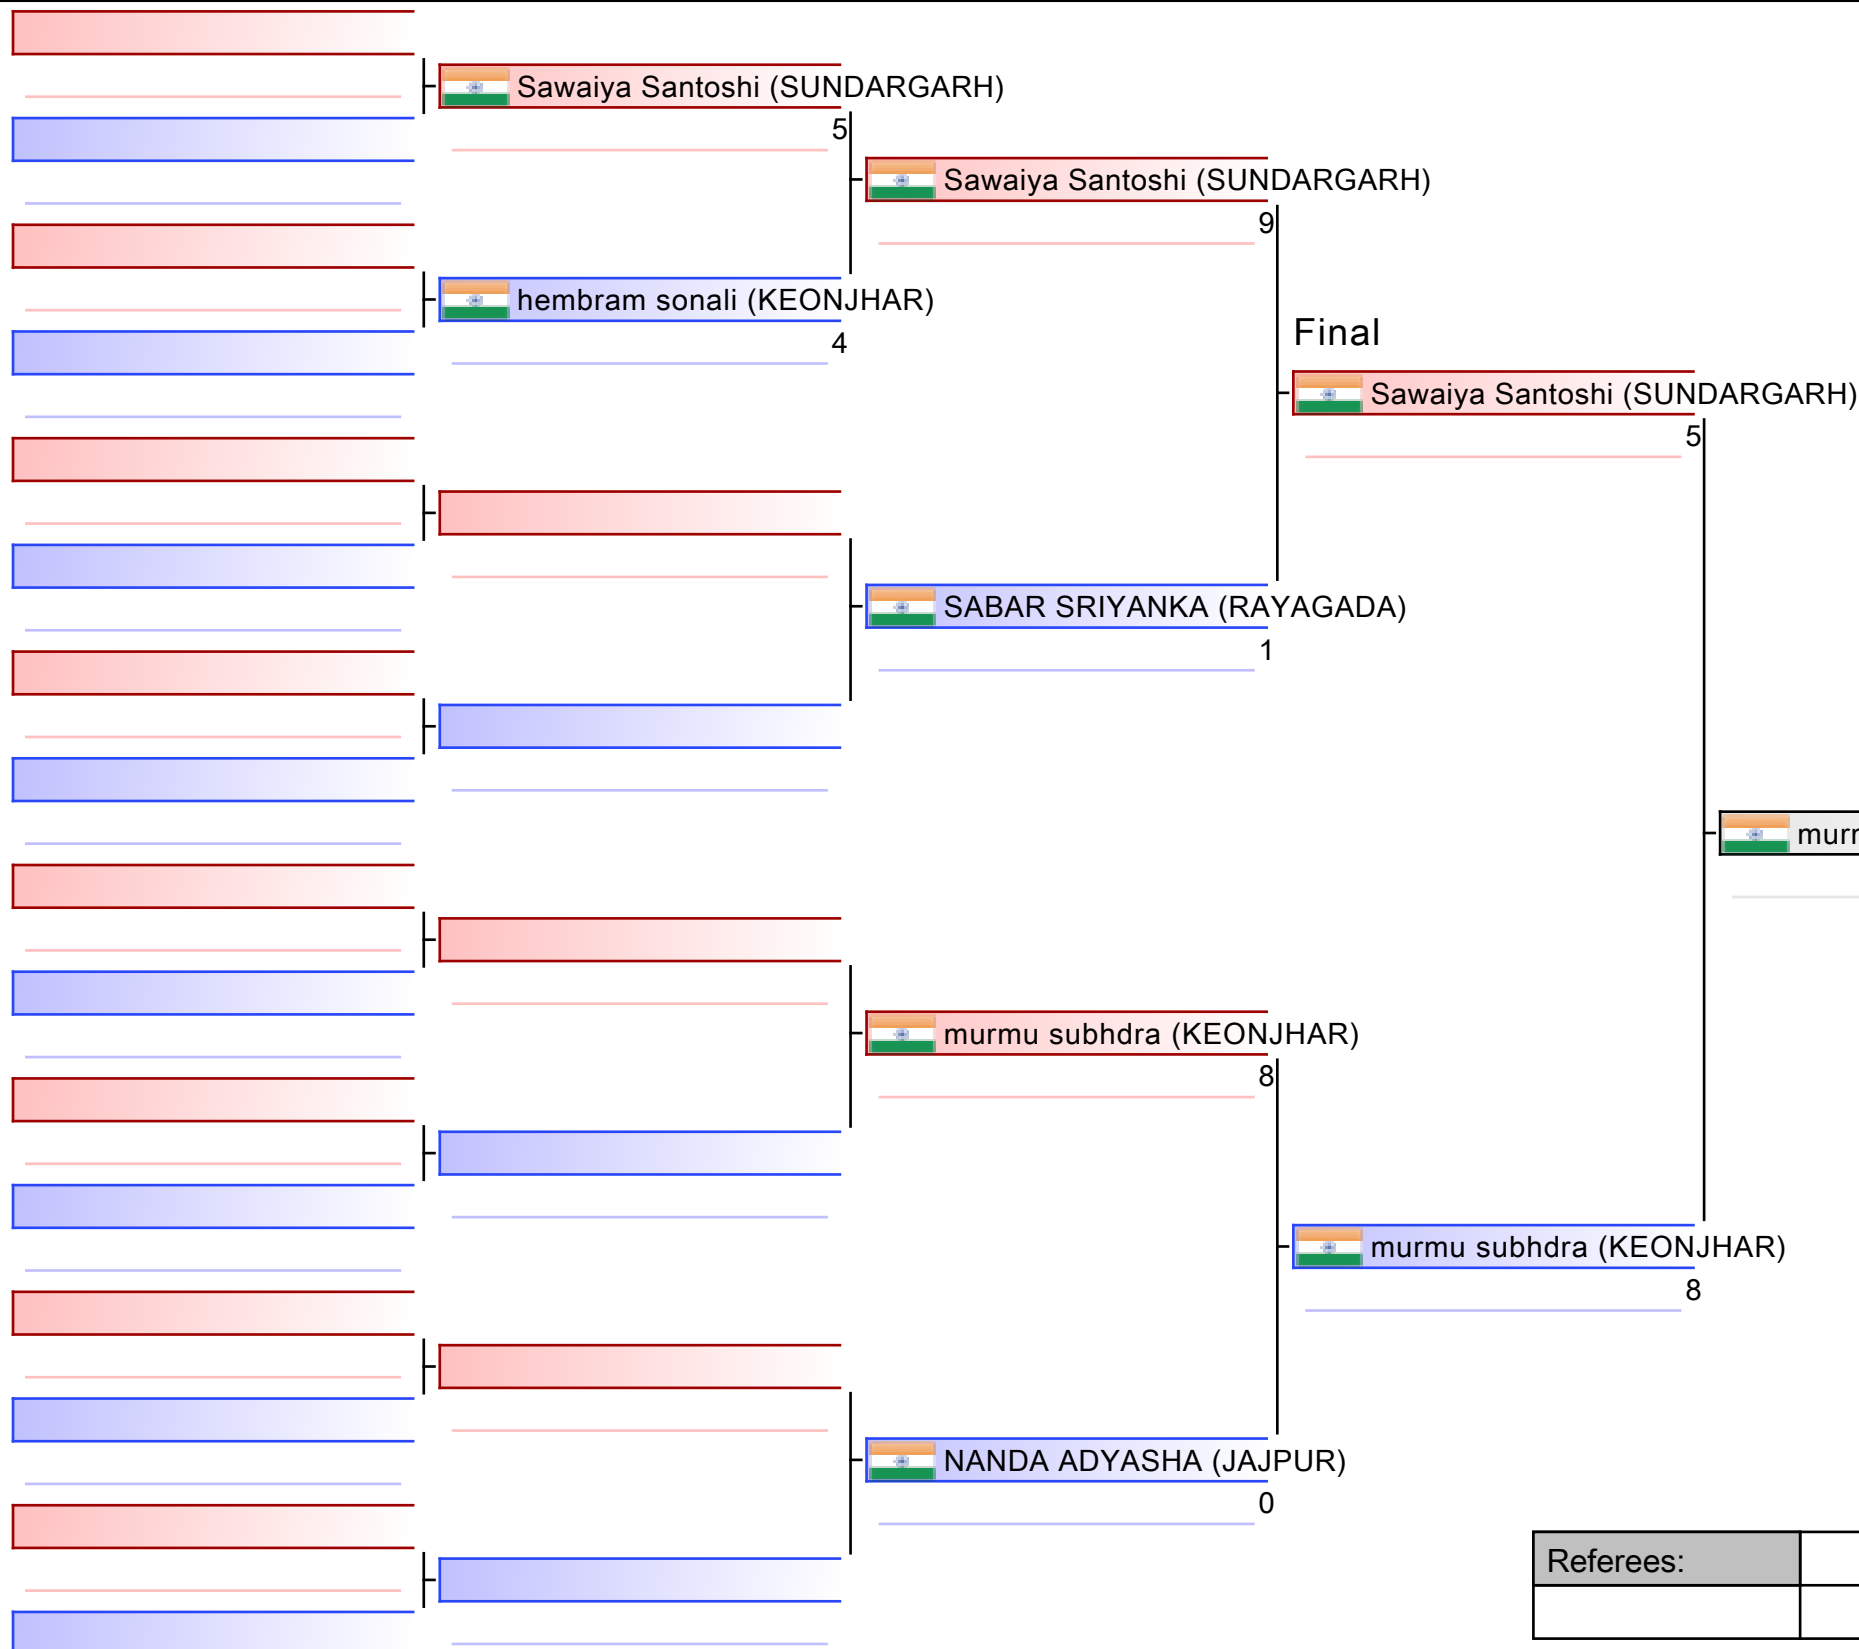 Sawaiya Santoshi (SUNDARGARH)
5
Sawaiya Santoshi (SUNDARGARH)
9
hembram sonali (KEONJHAR)
4
Final
Sawaiya Santoshi (SUNDARGARH)
5
SABAR SRIYANKA (RAYAGADA)
1
murmu subhdra (KEONJHAR)
8
murmu subhdra (KEONJHAR)
8
NANDA ADYASHA (JAJPUR)
0
Referees: